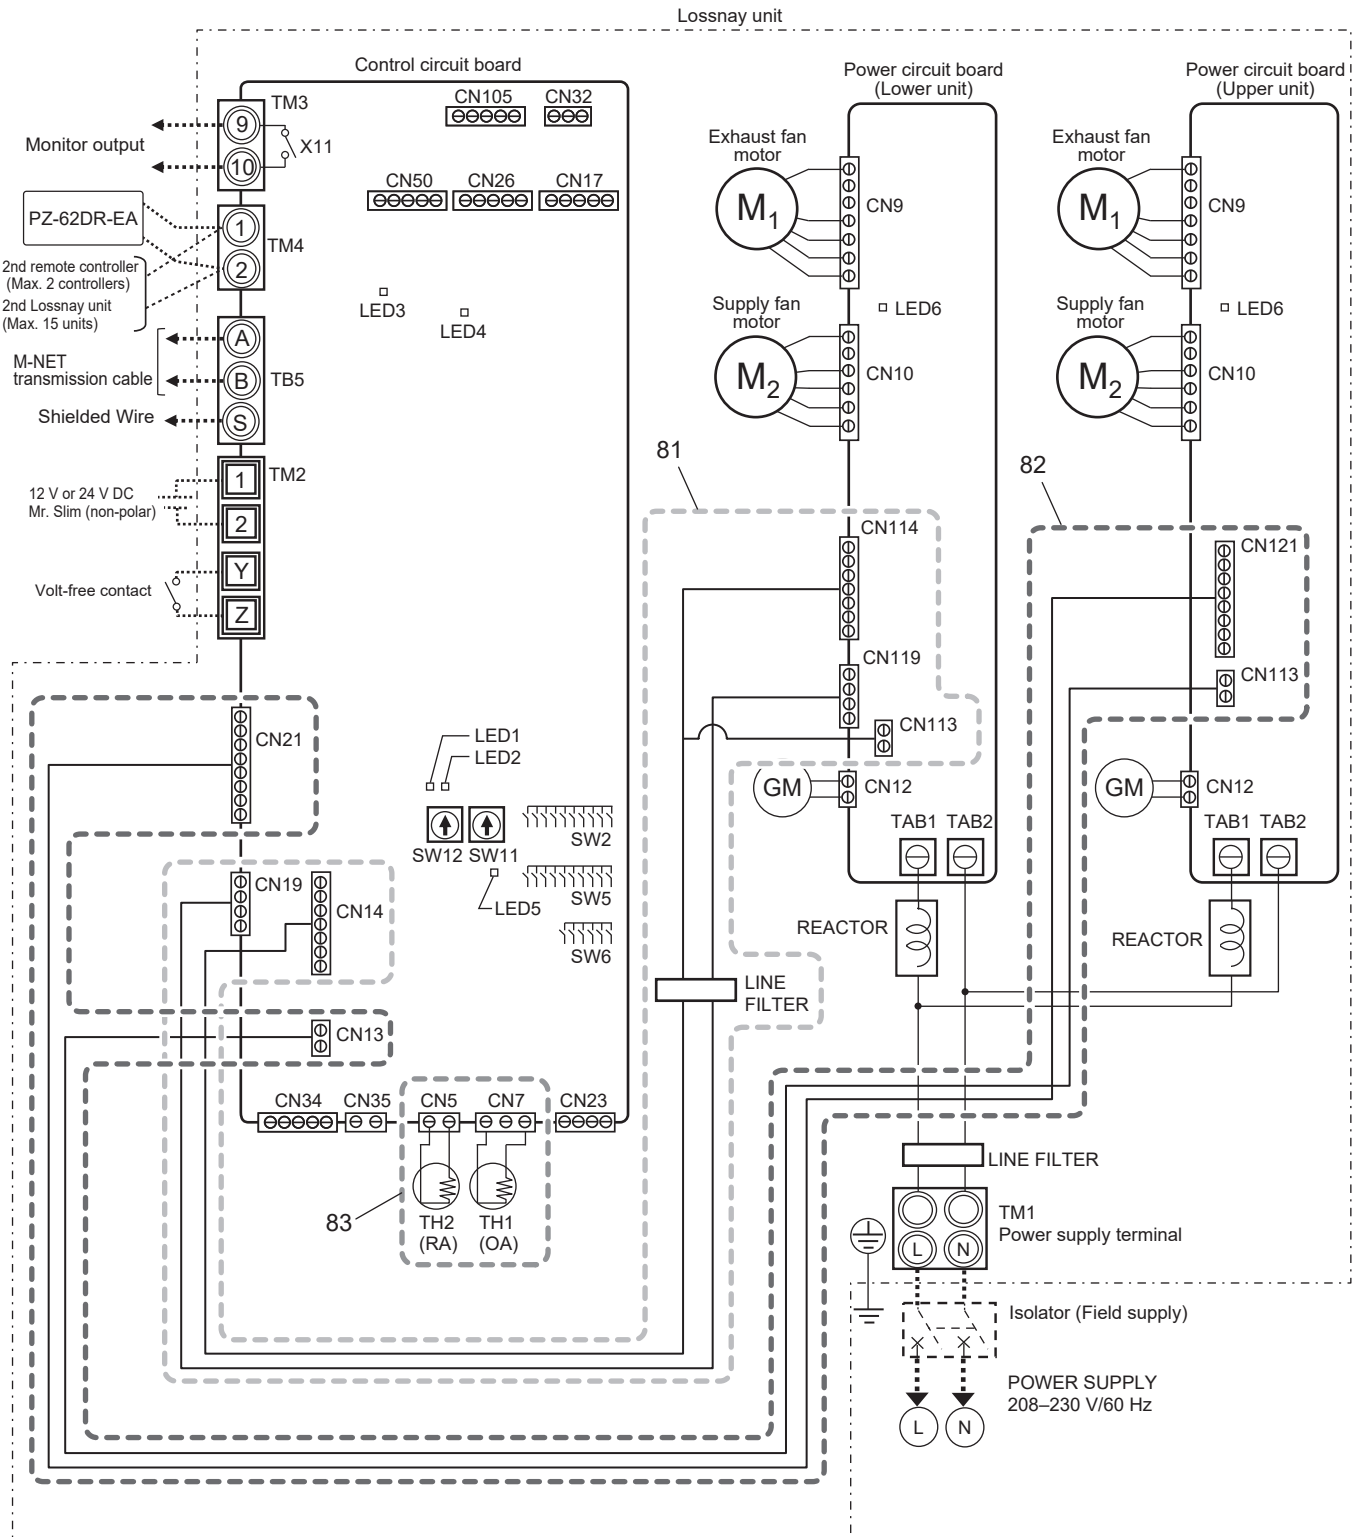 Lossnay unit
Control circuit board
Power circuit board
(Lower unit)
Power circuit board
(Upper unit)
TM3
9
10
X11
Monitor output
CN105
CN32
CN50
CN26
CN17
PZ-62DR-EA
1
2
TM4
2nd remote controller
(Max. 2 controllers)
2nd Lossnay unit
(Max. 15 units)
LED3
LED4
M-NET
transmission cable
A
B
S
TB5
Shielded Wire
TM2
1
2
Y
Z
12 V or 24 V DC
Mr. Slim (non-polar)
Volt-free contact
Exhaust fan
motor
M1
CN9
LED6
Supply fan
motor
M2
CN10
Exhaust fan
motor
M1
CN9
LED6
Supply fan
motor
M2
CN10
81
82
CN114
CN119
CN113
CN121
CN113
CN21
LED1
LED2
SW12
SW11
SW2
SW5
LED5
SW6
GM
CN12
TAB1
TAB2
GM
CN12
TAB1
TAB2
CN19
CN14
REACTOR
REACTOR
LINE
FILTER
CN13
CN34
CN35
CN5
CN7
CN23
83
TH2
(RA)
TH1
(OA)
LINE FILTER
TM1
Power supply terminal
L
N
Isolator (Field supply)
POWER SUPPLY
208–230 V/60 Hz
L
N